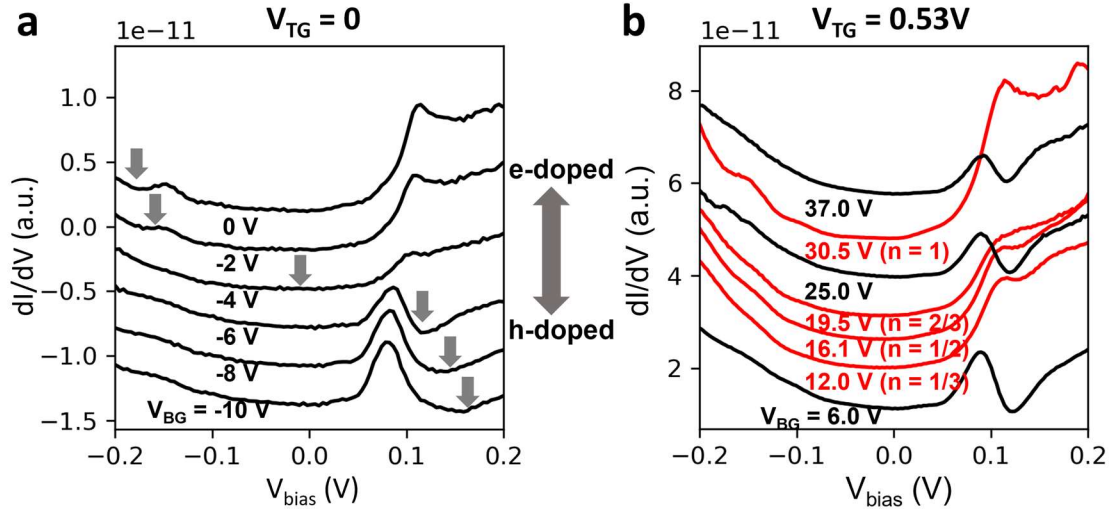 a
V_TG = 0
1e−11
1.0
0.5
0.0
−0.5
−1.0
−1.5
dI/dV (a.u.)
0 V
-2 V
-4 V
-6 V
-8 V
V_BG = -10 V
−0.2
−0.1
0.0
0.1
0.2
V_bias (V)
e-doped
h-doped
b
V_TG = 0.53V
1e−11
8
6
4
2
dI/dV (a.u.)
37.0 V
30.5 V (n = 1)
25.0 V
19.5 V (n = 2/3)
16.1 V (n = 1/2)
12.0 V (n = 1/3)
V_BG = 6.0 V
−0.2
−0.1
0.0
0.1
0.2
V_bias (V)